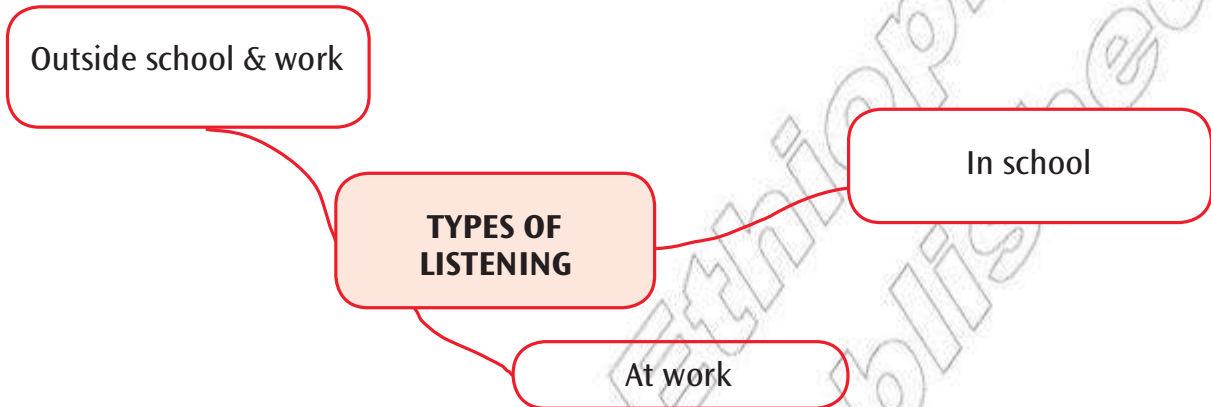 Outside school & work
In school
TYPES OF
LISTENING
At work